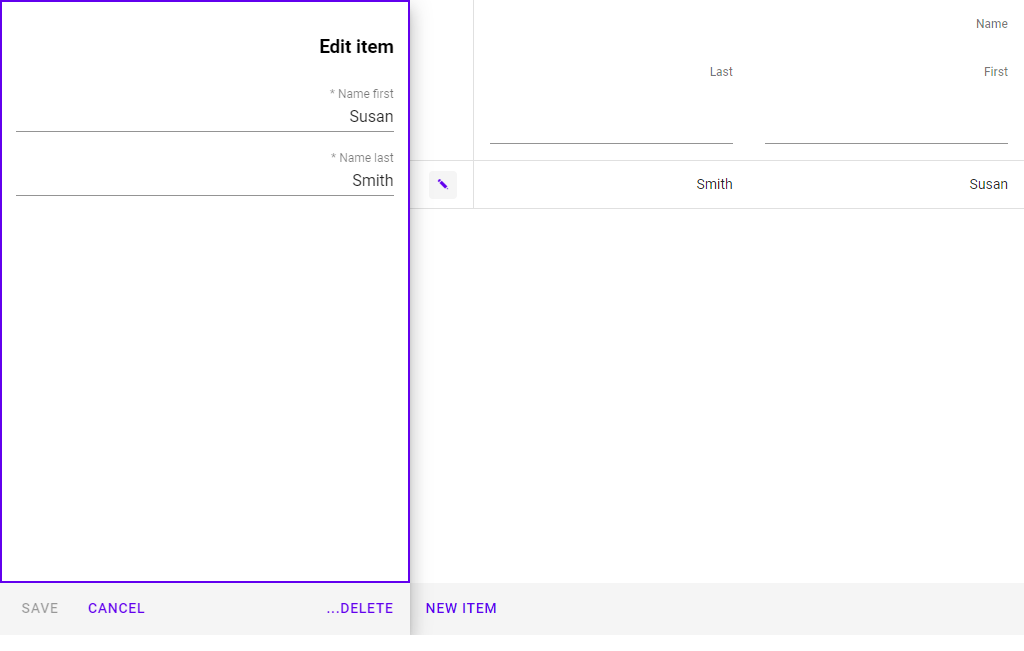 Edit item
* Name first
Susan
* Name last
Smith
SAVE
CANCEL
...DELETE
Name
Last
First
Smith
Susan
NEW ITEM